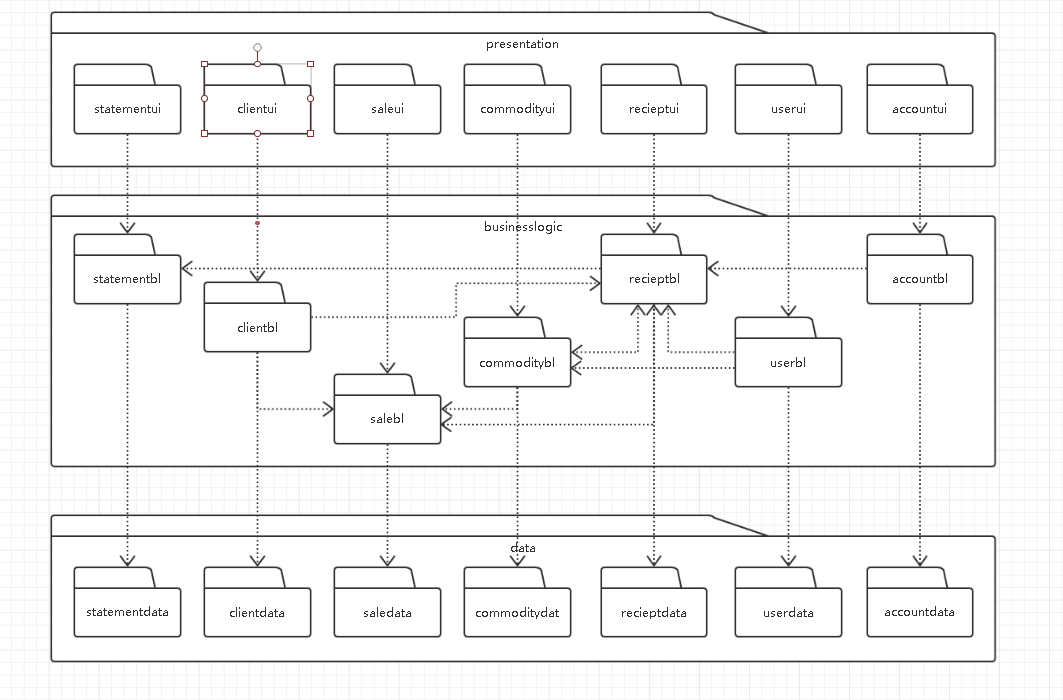 presentation
statementui
clientui
saleui
commodityui
recieptui
userui
accountui
businesslogic
statementbl
recieptbl
accountbl
clientbl
commoditybl
userbl
salebl
data
statementdata
clientdata
saledata
commoditydat
recieptdata
userdata
accountdata